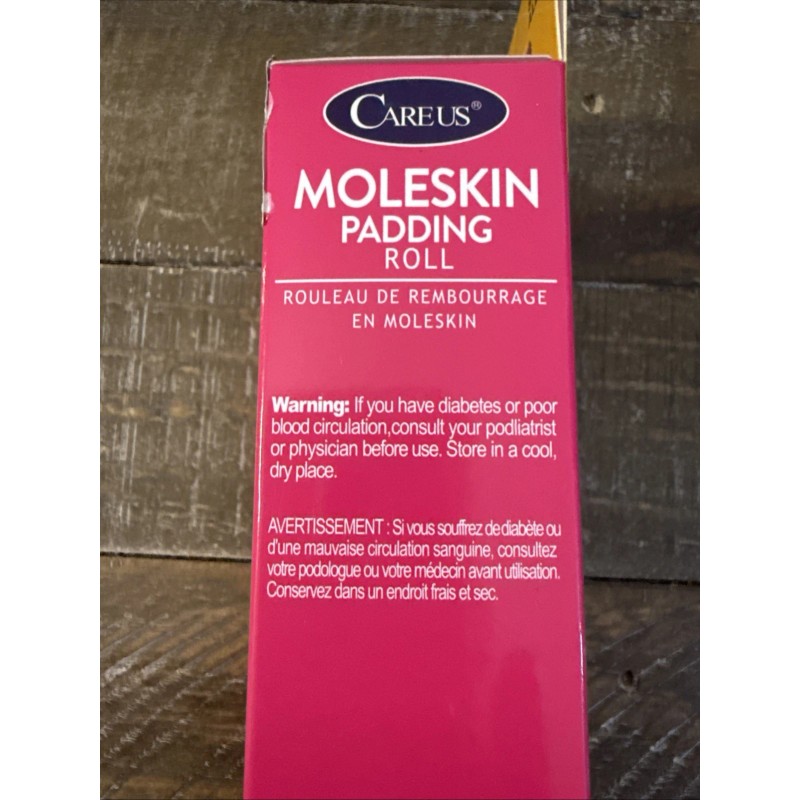 CARE US®
MOLESKIN
PADDING
ROLL
ROULEAU DE REMBOURRAGE
EN MOLESKIN
Warning: If you have diabetes or poor
blood circulation,consult your podliatrist
or physician before use. Store in a cool,
dry place.
AVERTISSEMENT : Si vous souffrez de diabète ou
d'une mauvaise circulation sanguine, consultez
votre podologue ou votre médecin avant utilisation.
Conservez dans un endroit frais et sec.